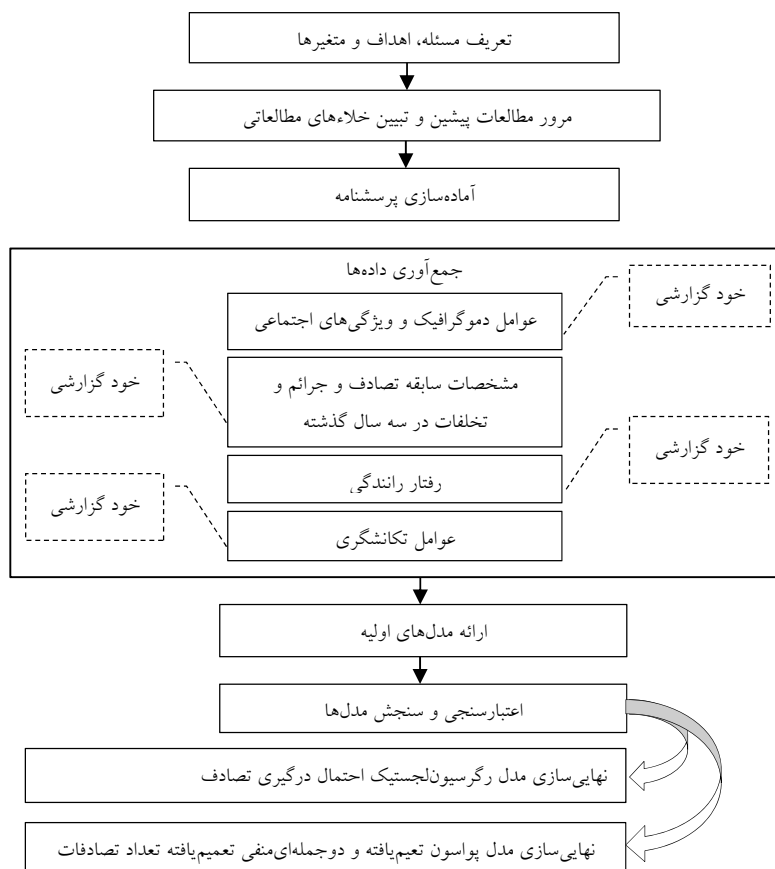 تعریف مسئله، اهداف و متغیرها
مرور مطالعات پیشین و تبیین خلاءهای مطالعاتی
آماده‌سازی پرسشنامه
جمع‌آوری داده‌ها
خود گزارشی
عوامل دموگرافیک و ویژگی‌های اجتماعی
خود گزارشی
مشخصات سابقه تصادف و جرائم و
تخلفات در سه سال گذشته
خود گزارشی
رفتار رانندگی
خود گزارشی
عوامل تکانشگری
ارائه مدل‌های اولیه
اعتبارسنجی و سنجش مدل‌ها
نهایی‌سازی مدل رگرسیون‌لجستیک احتمال درگیری تصادف
نهایی‌سازی مدل پواسون تعیم‌یافته و دوجمله‌ای‌منفی تعمیم‌یافته تعداد تصادفات